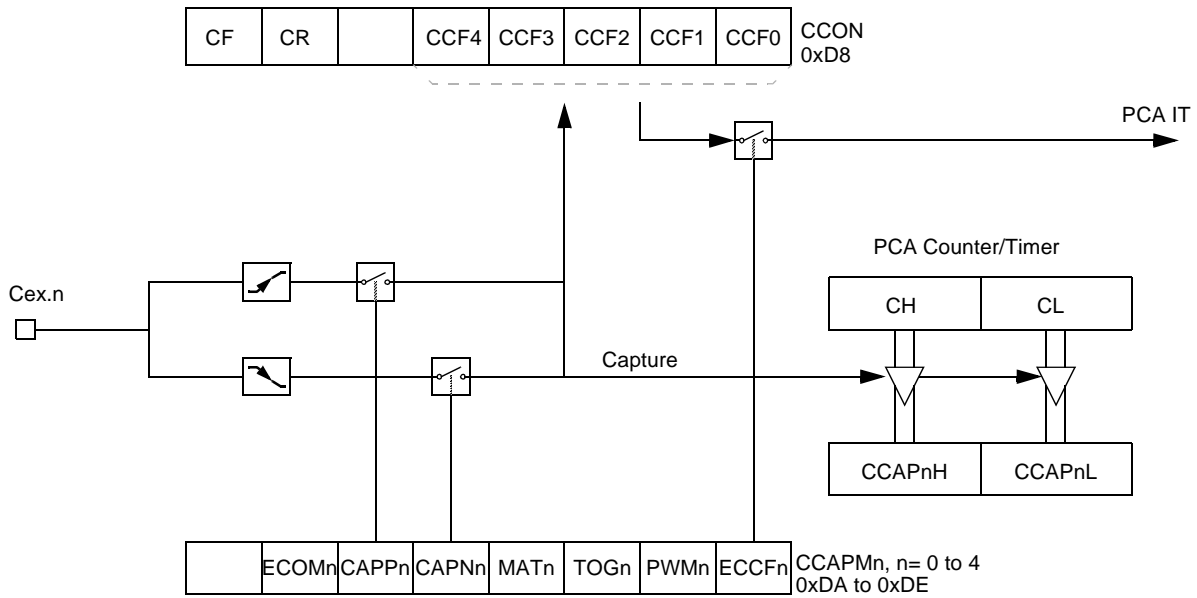 CF CR CCF4 CCF3 CCF2 CCF1 CCF0 CCON
0xD8
PCA IT
PCA Counter/Timer
Cex.n
CH CL
Capture
CCAPnH CCAPnL
ECOMn CAPPn CAPNn MATn TOGn PWMn ECCFn CCAPMn, n= 0 to 4
0xDA to 0xDE